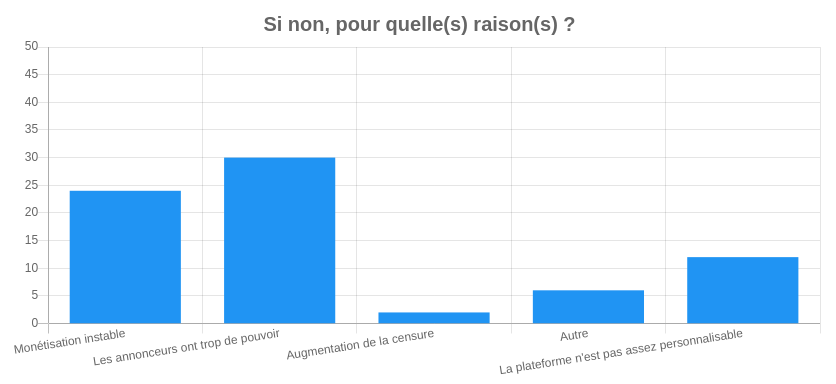 Si non, pour quelle(s) raison(s) ?
50
45
40
35
30
25
20
15
10
5
0
Monétisation instable
Les annonceurs ont trop de pouvoir
Augmentation de la censure
Autre
La plateforme n'est pas assez personnalisable